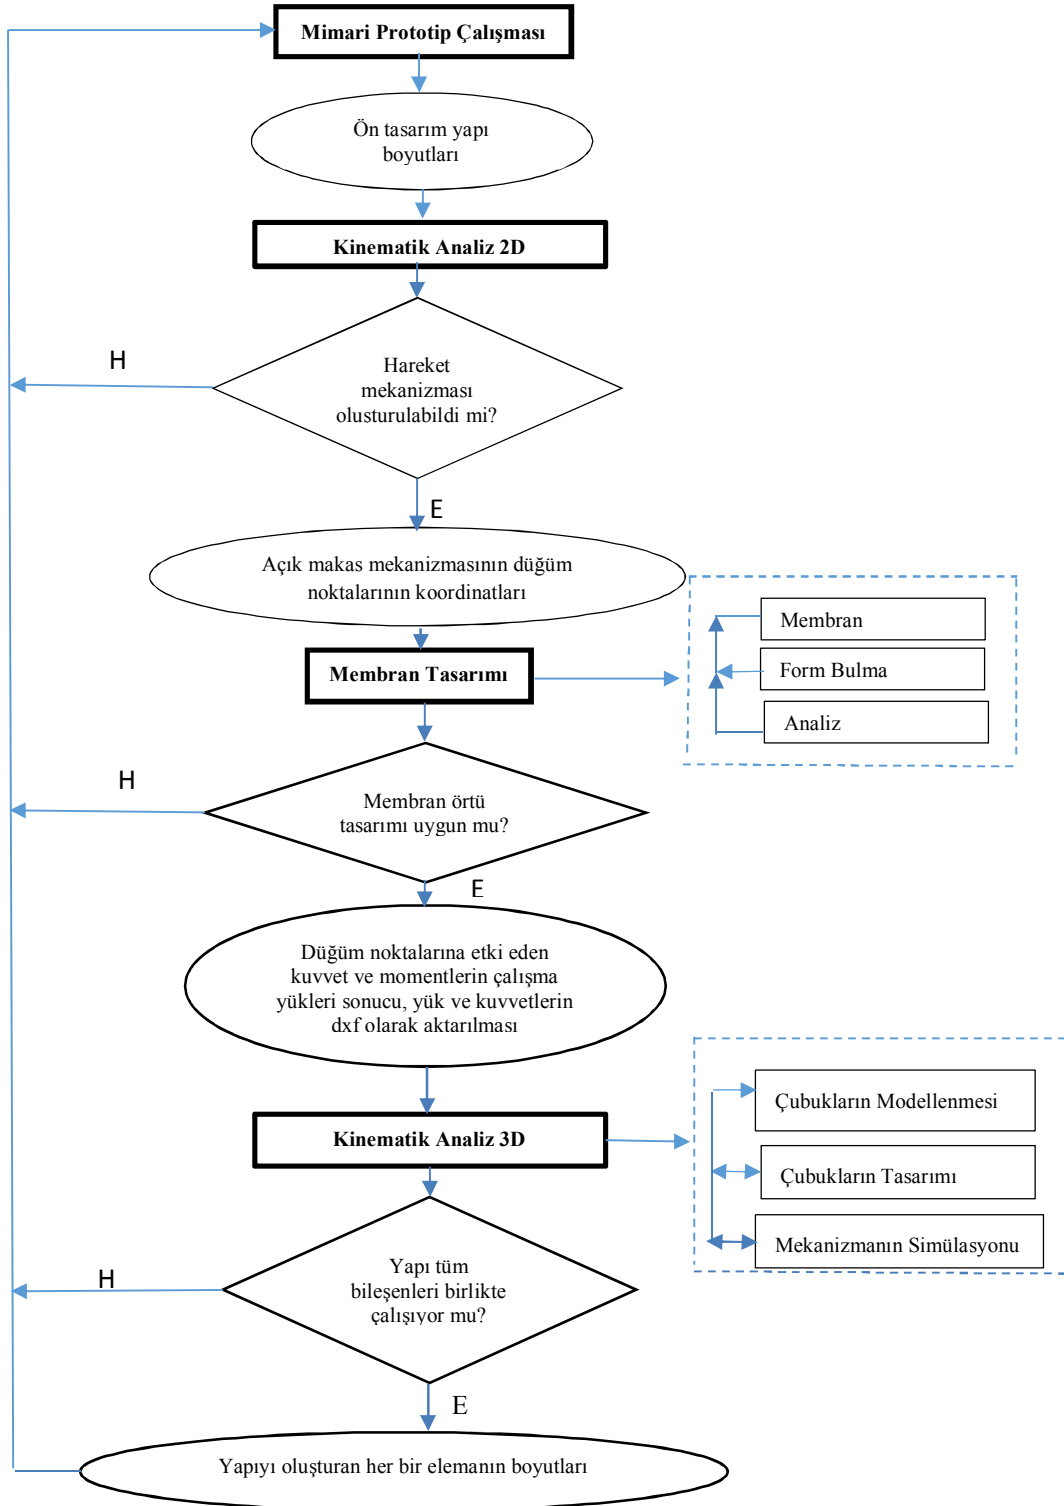 Mimari Prototip Çalışması
Ön tasarım yapı
boyutları
Kinematik Analiz 2D
H
Hareket
mekanizması
olusturulabildi mi?
E
Açık makas mekanizmasının düğüm
noktalarının koordinatları
Membran Tasarımı
Membran
Form Bulma
Analiz
H
Membran örtü
tasarımı uygun mu?
E
Düğüm noktalarına etki eden
kuvvet ve momentlerin çalışma
yükleri sonucu, yük ve kuvvetlerin
dxf olarak aktarılması
Kinematik Analiz 3D
Çubukların Modellenmesi
Çubukların Tasarımı
Mekanizmanın Simülasyonu
H
Yapı tüm
bileşenleri birlikte
çalışıyor mu?
E
Yapıyı oluşturan her bir elemanın boyutları